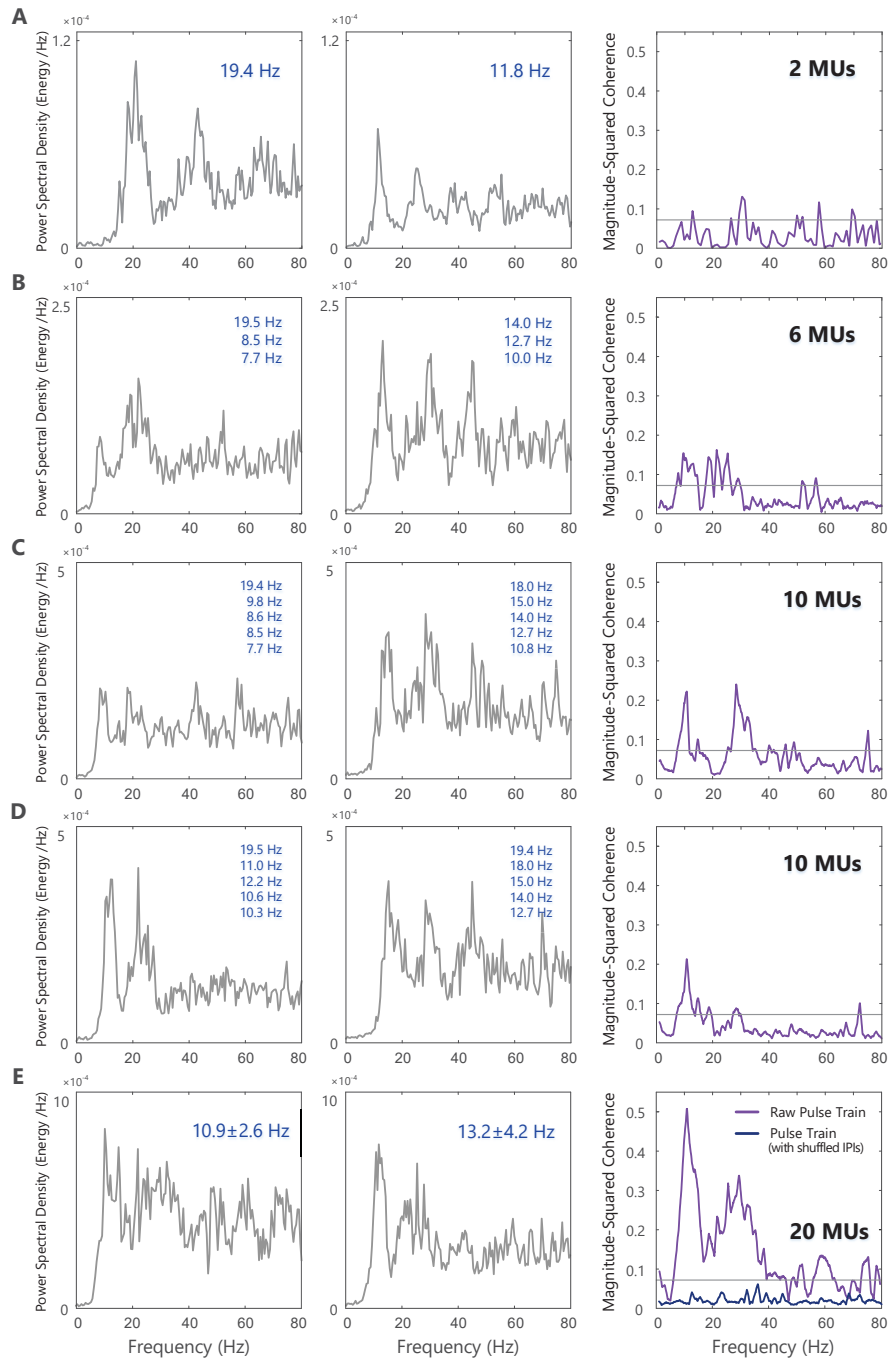 A
×10⁻⁴
×10⁻⁴
Power Spectral Density (Energy /Hz)
1.2
0
19.4 Hz
0 20 40 60 80
1.2
0
11.8 Hz
0 20 40 60 80
Magnitude-Squared Coherence
0.5
0.4
0.3
0.2
0.1
0
2 MUs
0 20 40 60 80
B
×10⁻⁴
×10⁻⁴
Power Spectral Density (Energy /Hz)
2.5
0
19.5 Hz
8.5 Hz
7.7 Hz
0 20 40 60 80
2.5
0
14.0 Hz
12.7 Hz
10.0 Hz
0 20 40 60 80
Magnitude-Squared Coherence
0.5
0.4
0.3
0.2
0.1
0
6 MUs
0 20 40 60 80
C
×10⁻⁴
×10⁻⁴
Power Spectral Density (Energy /Hz)
5
0
19.4 Hz
9.8 Hz
8.6 Hz
8.5 Hz
7.7 Hz
0 20 40 60 80
5
0
18.0 Hz
15.0 Hz
14.0 Hz
12.7 Hz
10.8 Hz
0 20 40 60 80
Magnitude-Squared Coherence
0.5
0.4
0.3
0.2
0.1
0
10 MUs
0 20 40 60 80
D
×10⁻⁴
×10⁻⁴
Power Spectral Density (Energy /Hz)
5
0
19.5 Hz
11.0 Hz
12.2 Hz
10.6 Hz
10.3 Hz
0 20 40 60 80
5
0
19.4 Hz
18.0 Hz
15.0 Hz
14.0 Hz
12.7 Hz
0 20 40 60 80
Magnitude-Squared Coherence
0.5
0.4
0.3
0.2
0.1
0
10 MUs
0 20 40 60 80
E
×10⁻⁴
×10⁻⁴
Power Spectral Density (Energy /Hz)
10
0
10.9±2.6 Hz
0 20 40 60 80
Frequency (Hz)
10
0
13.2±4.2 Hz
0 20 40 60 80
Frequency (Hz)
Magnitude-Squared Coherence
0.5
0.4
0.3
0.2
0.1
0
Raw Pulse Train
Pulse Train
(with shuffled IPIs)
20 MUs
0 20 40 60 80
Frequency (Hz)